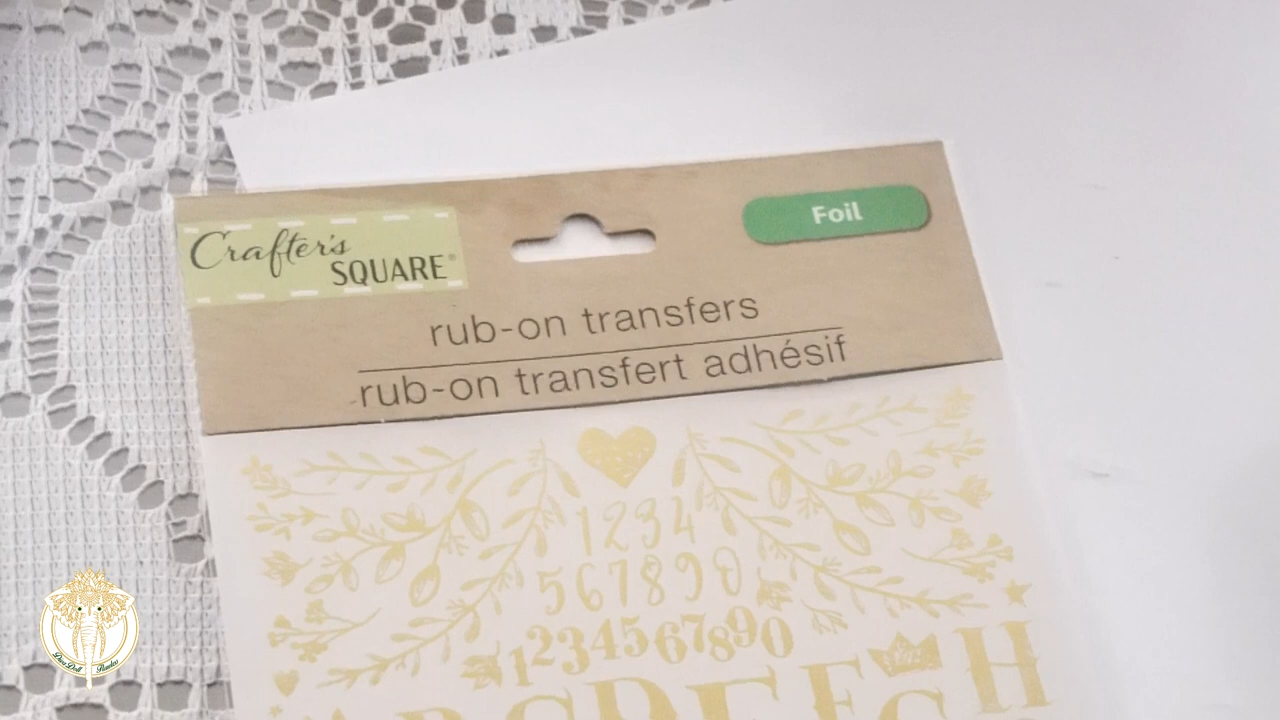 Crafter's
SQUARE®
Foil
rub-on transfers
rub-on transfert adhésif
1234
567890
1234567890
H